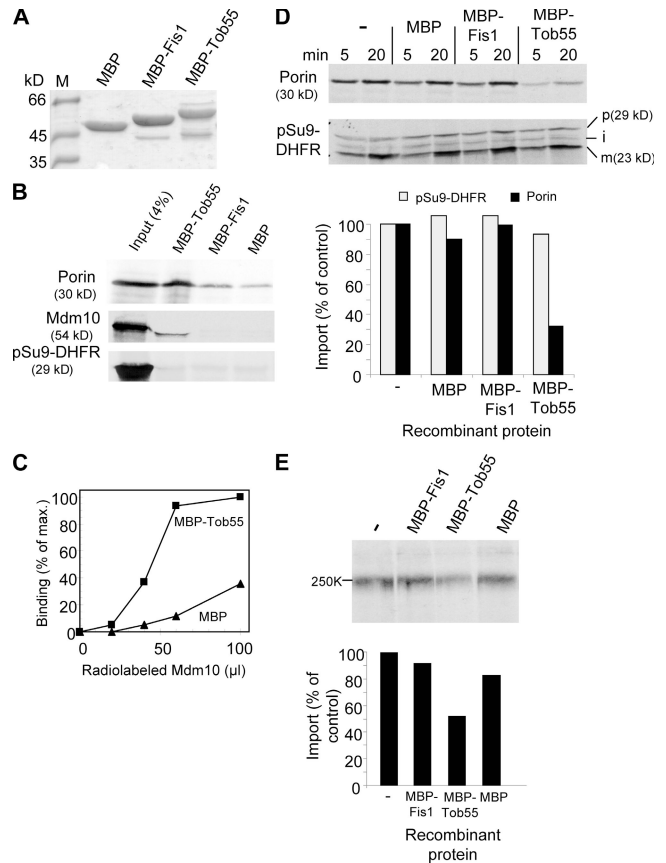 A
MBP
MBP-Fis1
MBP-Tob55
kD M
66
45
35
B
Input (4%)
MBP-Tob55
MBP-Fis1
MBP
Porin
(30 kD)
Mdm10
(54 kD)
pSu9-DHFR
(29 kD)
C
Binding (% of max.)
100
80
60
40
20
0
MBP-Tob55
MBP
0 50 100
Radiolabeled Mdm10 (µl)
D
- MBP MBP-Fis1 MBP-Tob55
min 5 20 5 20 5 20 5 20
Porin
(30 kD)
pSu9-
DHFR
p(29 kD)
i
m(23 kD)
pSu9-DHFR Porin
Import (% of control)
100
80
60
40
20
0
- MBP MBP-Fis1 MBP-Tob55
Recombinant protein
E
-
MBP-Fis1
MBP-Tob55
MBP
250K
Import (% of
control)
100
80
60
40
20
0
- MBP-Fis1 MBP-Tob55 MBP
Recombinant
protein